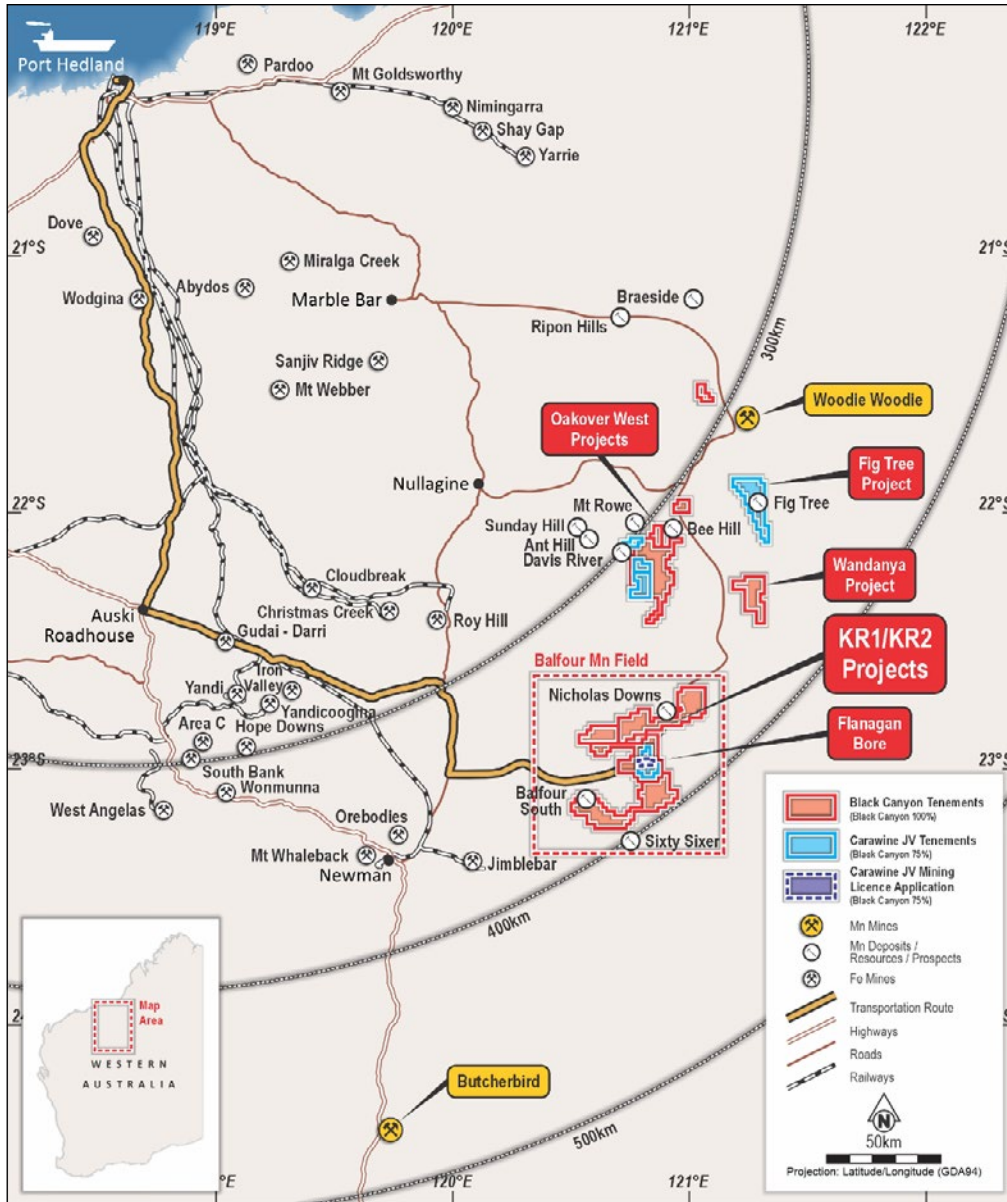 119°E
120°E
121°E
122°E
Port Hedland
Pardoo
Mt Goldsworthy
Nimingarra
Shay Gap
Yarrie
Dove
21°S
21°S
Miralga Creek
Abydos
Wodgina
Marble Bar
Braeside
Ripon Hills
300km
Sanjiv Ridge
Mt Webber
Woodie Woodie
Oakover West
Projects
Fig Tree
Project
Nullagine
22°S
22°S
Mt Rowe
Fig Tree
Sunday Hill
Bee Hill
Ant Hill
Davis River
Wandanya
Project
Cloudbreak
Christmas Creek
Auski
Roadhouse
Roy Hill
Gudai - Darri
KR1/KR2
Projects
Balfour Mn Field
Iron
Valley
Yandi
Nicholas Downs
Yandicoogina
Area C
Hope Downs
Flanagan
Bore
23°S
23°S
South Bank
Wonmunna
West Angelas
Balfour
South
Orebodies
Sixty Sixer
Mt Whaleback
Jimblebar
Newman
400km
Black Canyon Tenements
(Black Canyon 100%)
Carawine JV Tenements
(Black Canyon 75%)
Carawine JV Mining
Licence Application
(Black Canyon 75%)
Mn Mines
Mn Deposits /
Resources / Prospects
Fe Mines
Transportation Route
Highways
Roads
Railways
N
50km
Projection: Latitude/Longitude (GDA94)
Map
Area
WESTERN
AUSTRALIA
Butcherbird
500km
119°E
120°E
121°E